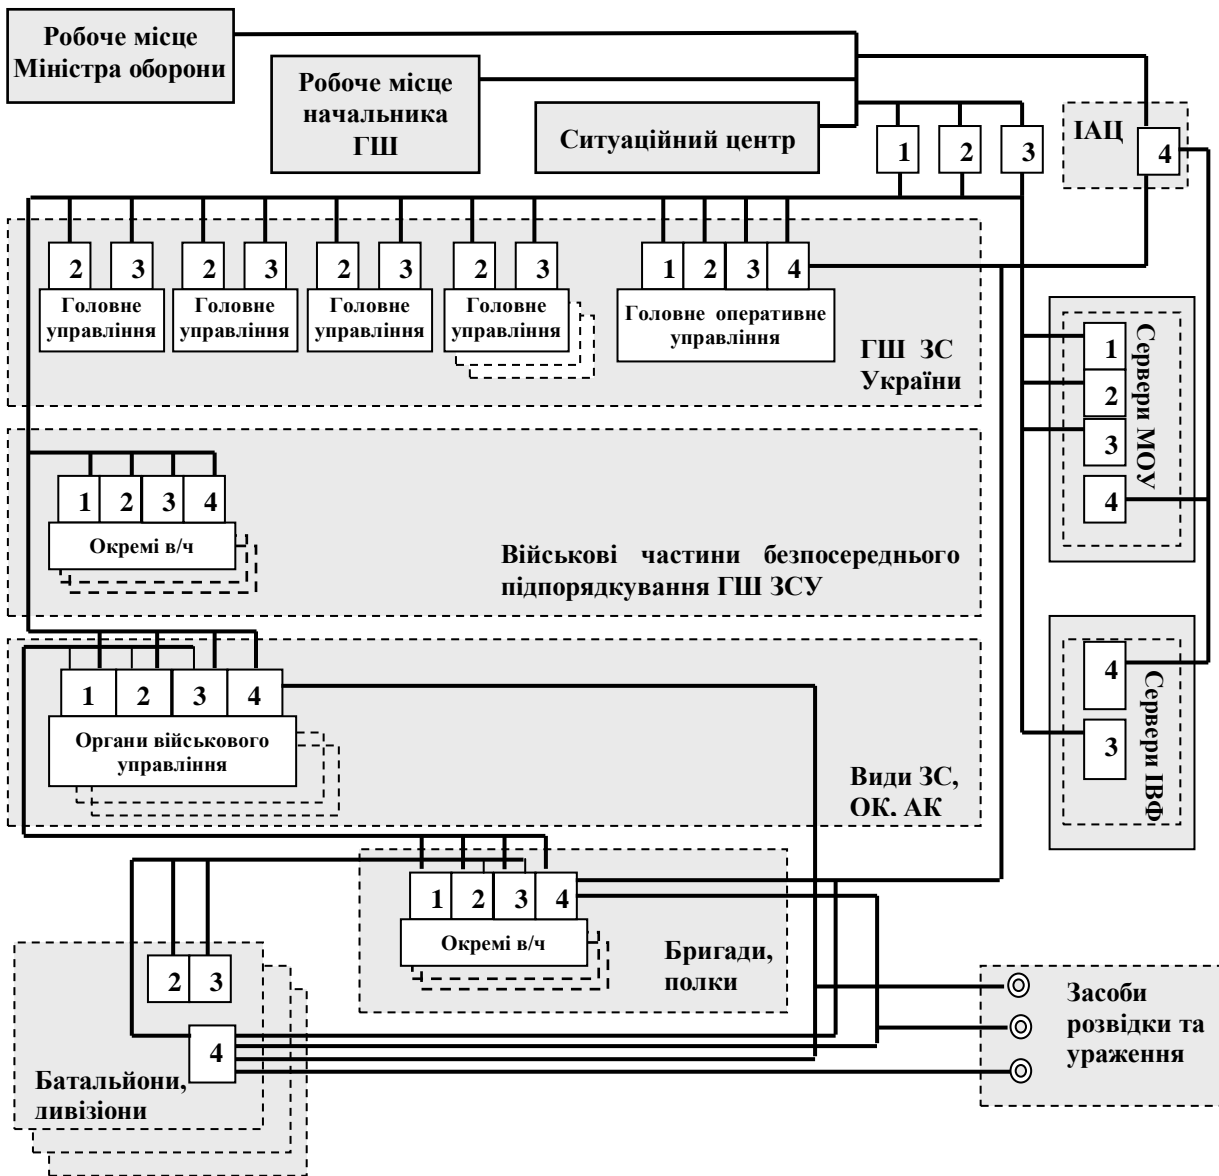 Робоче місце
Міністра оборони
Робоче місце
начальника
ГШ
Ситуаційний центр
1
2
3
ІАЦ
4
2
3
2
3
2
3
2
3
1
2
3
4
Головне
управління
Головне
управління
Головне
управління
Головне
управління
Головне оперативне
управління
ГШ ЗС
України
1
2
3
4
Сервери МОУ
1
2
3
4
Окремі в/ч
Військові частини безпосереднього
підпорядкування ГШ ЗСУ
1
2
3
4
Органи військового
управління
Види ЗС,
ОК. АК
4
3
Сервери ІВФ
1
2
3
4
Окремі в/ч
Бригади,
полки
2
3
4
Батальйони,
дивізіони
Засоби
розвідки та
ураження